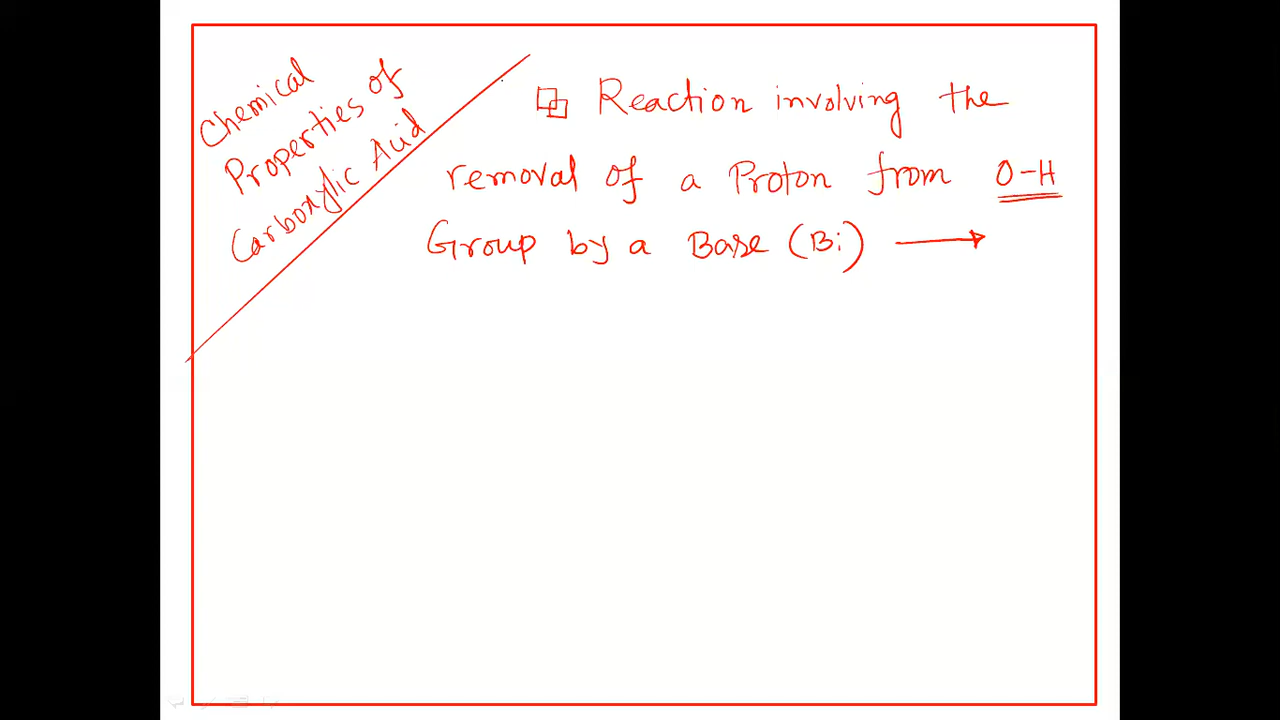 Chemical
Properties of
Carboxylic Acid
Reaction involving the
removal of a Proton from O-H
Group by a Base (B:) →